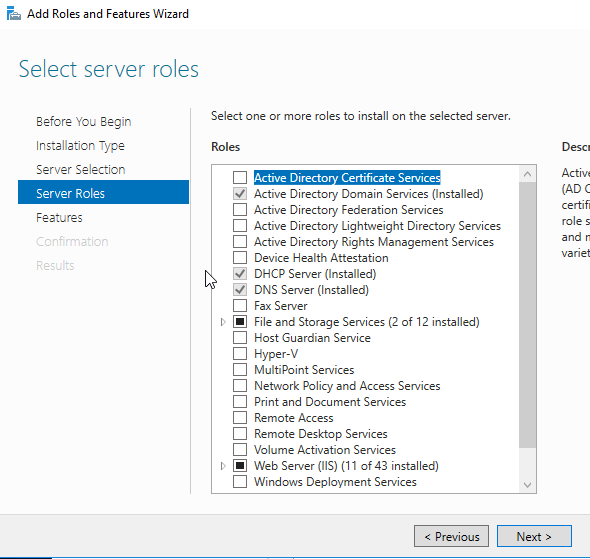 Add Roles and Features Wizard
Select server roles
Before You Begin
Installation Type
Server Selection
Server Roles
Features
Confirmation
Results
Select one or more roles to install on the selected server.
Roles
Active Directory Certificate Services
Active Directory Domain Services (Installed)
Active Directory Federation Services
Active Directory Lightweight Directory Services
Active Directory Rights Management Services
Device Health Attestation
DHCP Server (Installed)
DNS Server (Installed)
Fax Server
File and Storage Services (2 of 12 installed)
Host Guardian Service
Hyper-V
MultiPoint Services
Network Policy and Access Services
Print and Document Services
Remote Access
Remote Desktop Services
Volume Activation Services
Web Server (IIS) (11 of 43 installed)
Windows Deployment Services
Descr
Active
(AD C
certifi
role s
and m
variet
< Previous
Next >